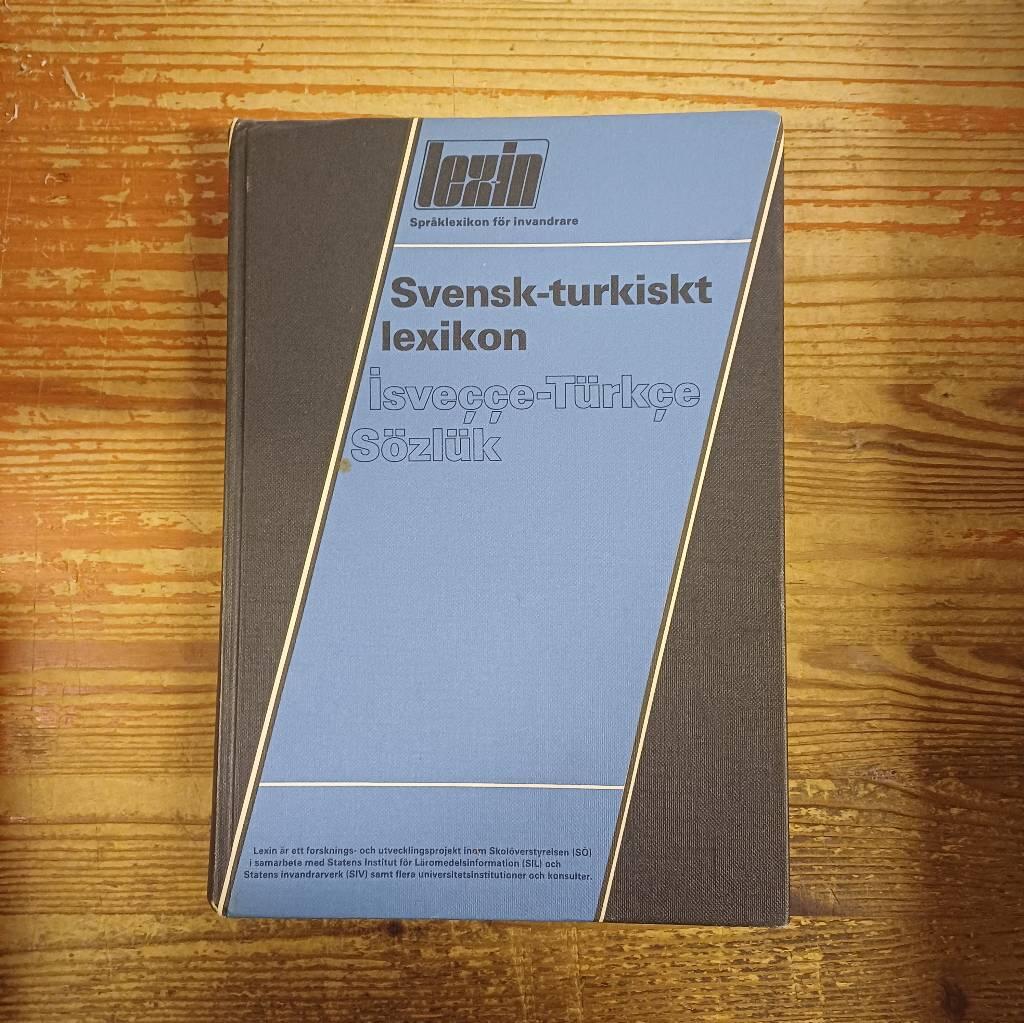 lexin
Språklexikon för invandrare
Svensk-turkiskt
lexikon
İsveççe-Türkçe
Sözlük
Lexin är ett forsknings- och utvecklingsprojekt inom Skolöverstyrelsen (SÖ)
i samarbete med Statens Institut för Läromedelsinformation (SIL) och
Statens invandrarverk (SIV) samt flera universitetsinstitutioner och konsulter.